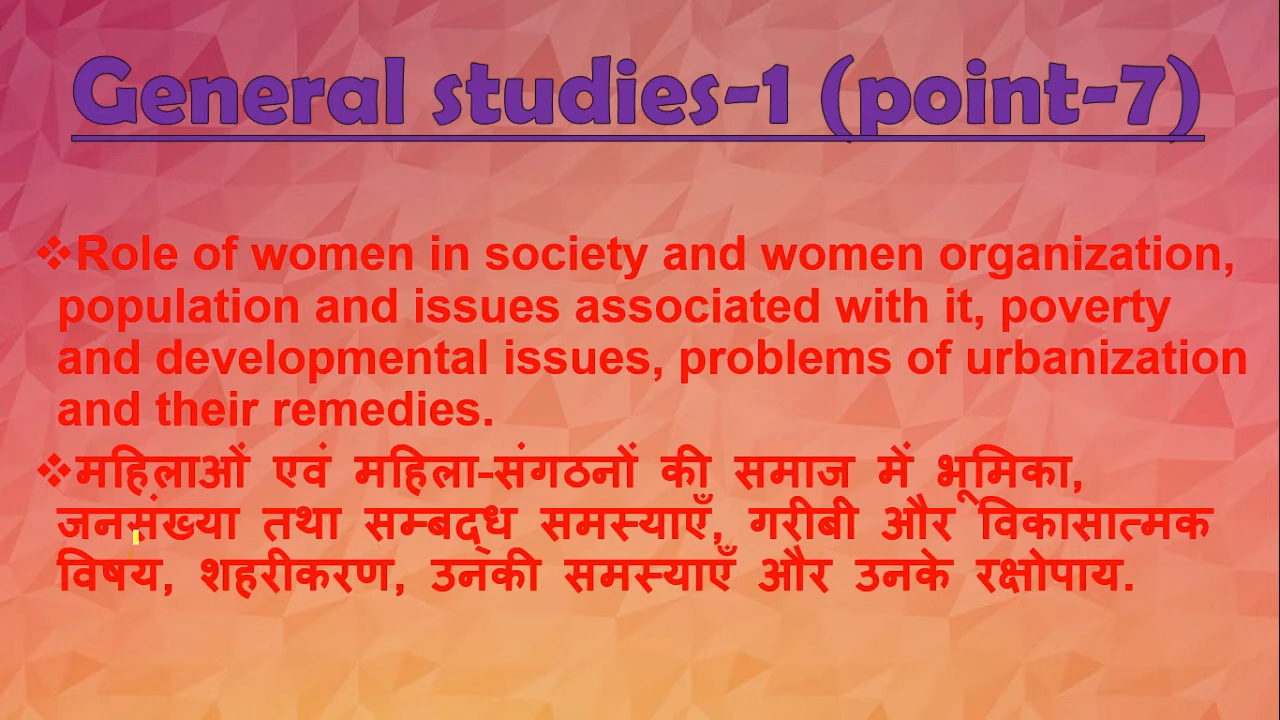 General studies-1 (point-7)
❖Role of women in society and women organization,
population and issues associated with it, poverty
and developmental issues, problems of urbanization
and their remedies.
❖महिलाओं एवं महिला-संगठनों की समाज में भूमिका,
जनसंख्या तथा सम्बद्ध समस्याएँ, गरीबी और विकासात्मक
विषय, शहरीकरण, उनकी समस्याएँ और उनके रक्षोपाय.